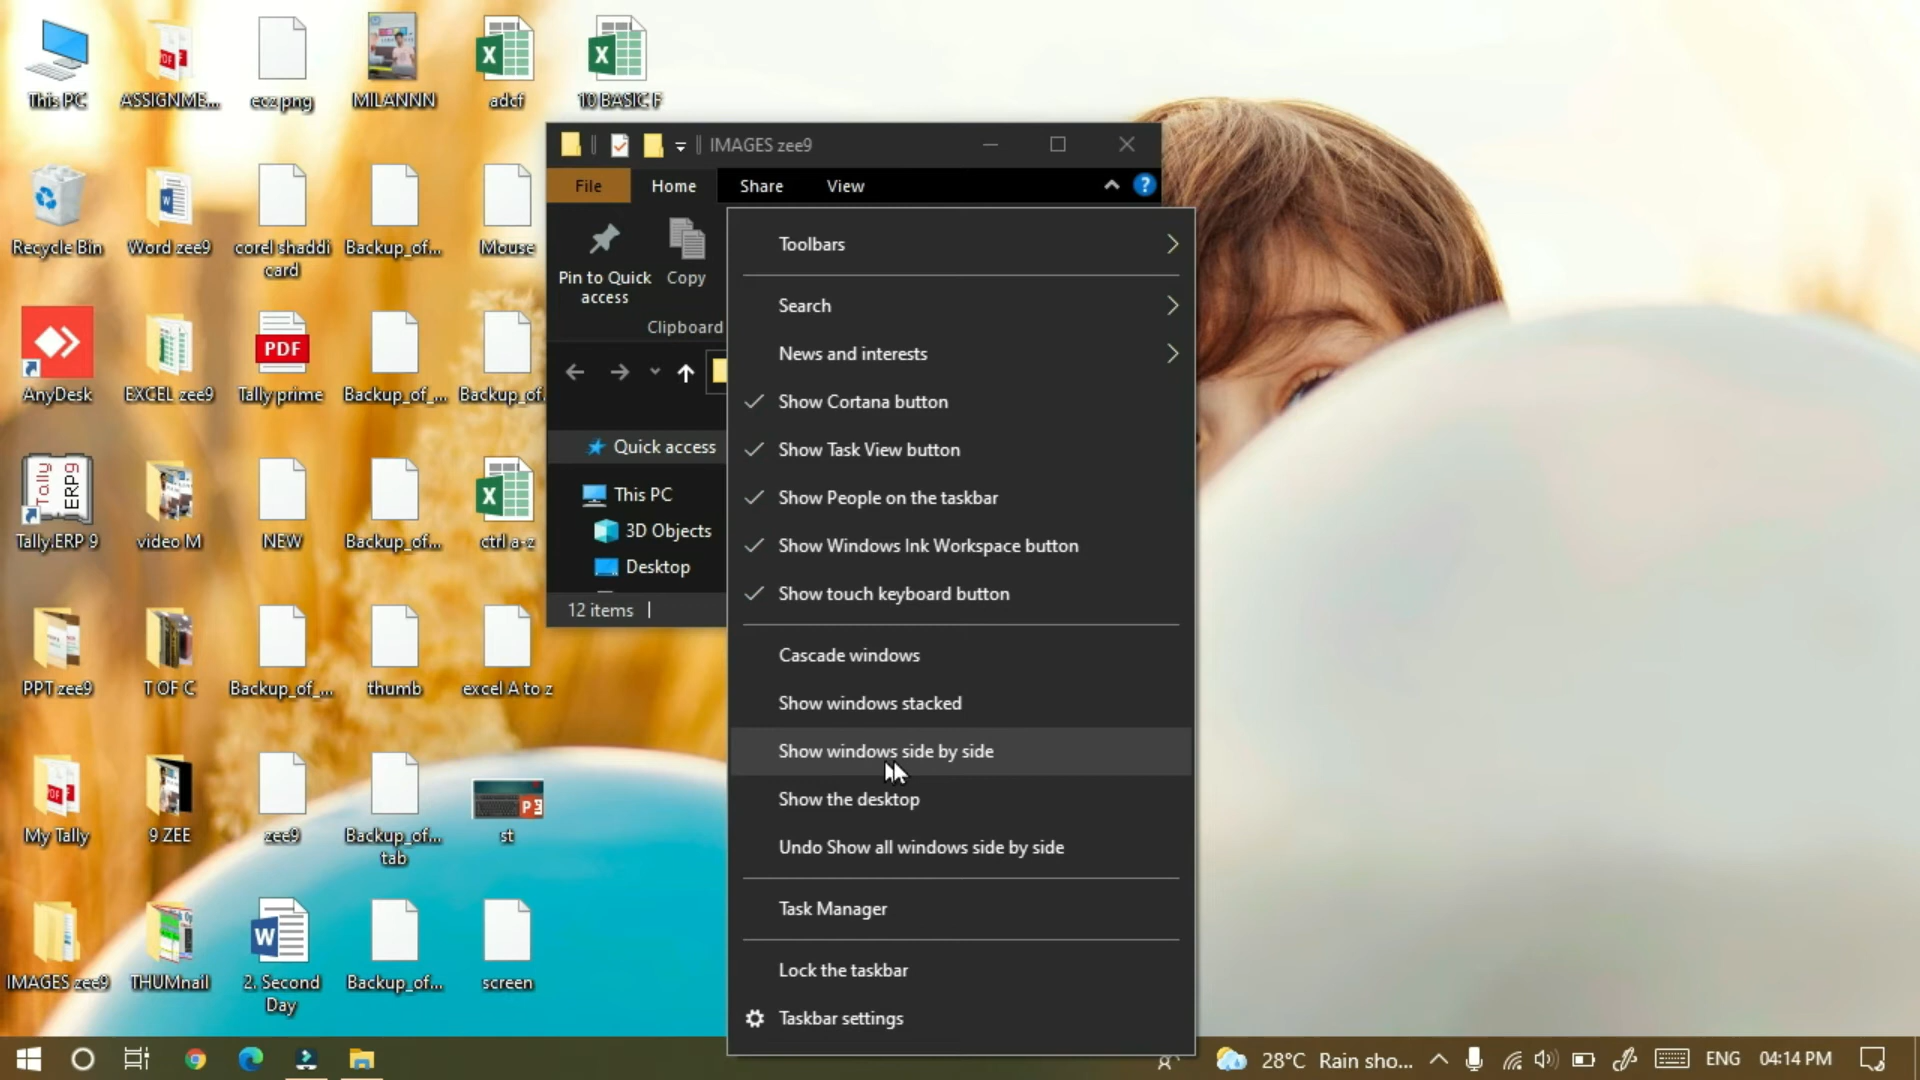 This PC
ASSIGNME...
ecz.png
MILANNN
adcf
10 BASIC F
Recycle Bin
Word zee9
corel shaddi
card
Backup_of...
Mouse
AnyDesk
EXCEL zee9
PDF
Tally prime
Backup_of_...
Backup_of...
Tally
ERP9
Tally.ERP 9
video M
NEW
Backup_of...
ctrl a-z
PPT zee9
T OF C
Backup_of_...
thumb
excel A to z
My Tally
9 ZEE
zee9
Backup_of...
tab
st
IMAGES zee9
THUMnail
2. Second
Day
Backup_of...
screen
IMAGES zee9
File
Home
Share
View
Pin to Quick
access
Copy
Clipboard
Quick access
This PC
3D Objects
Desktop
12 items
Toolbars
Search
News and interests
Show Cortana button
Show Task View button
Show People on the taskbar
Show Windows Ink Workspace button
Show touch keyboard button
Cascade windows
Show windows stacked
Show windows side by side
Show the desktop
Undo Show all windows side by side
Task Manager
Lock the taskbar
Taskbar settings
28°C Rain sho...
ENG
04:14 PM